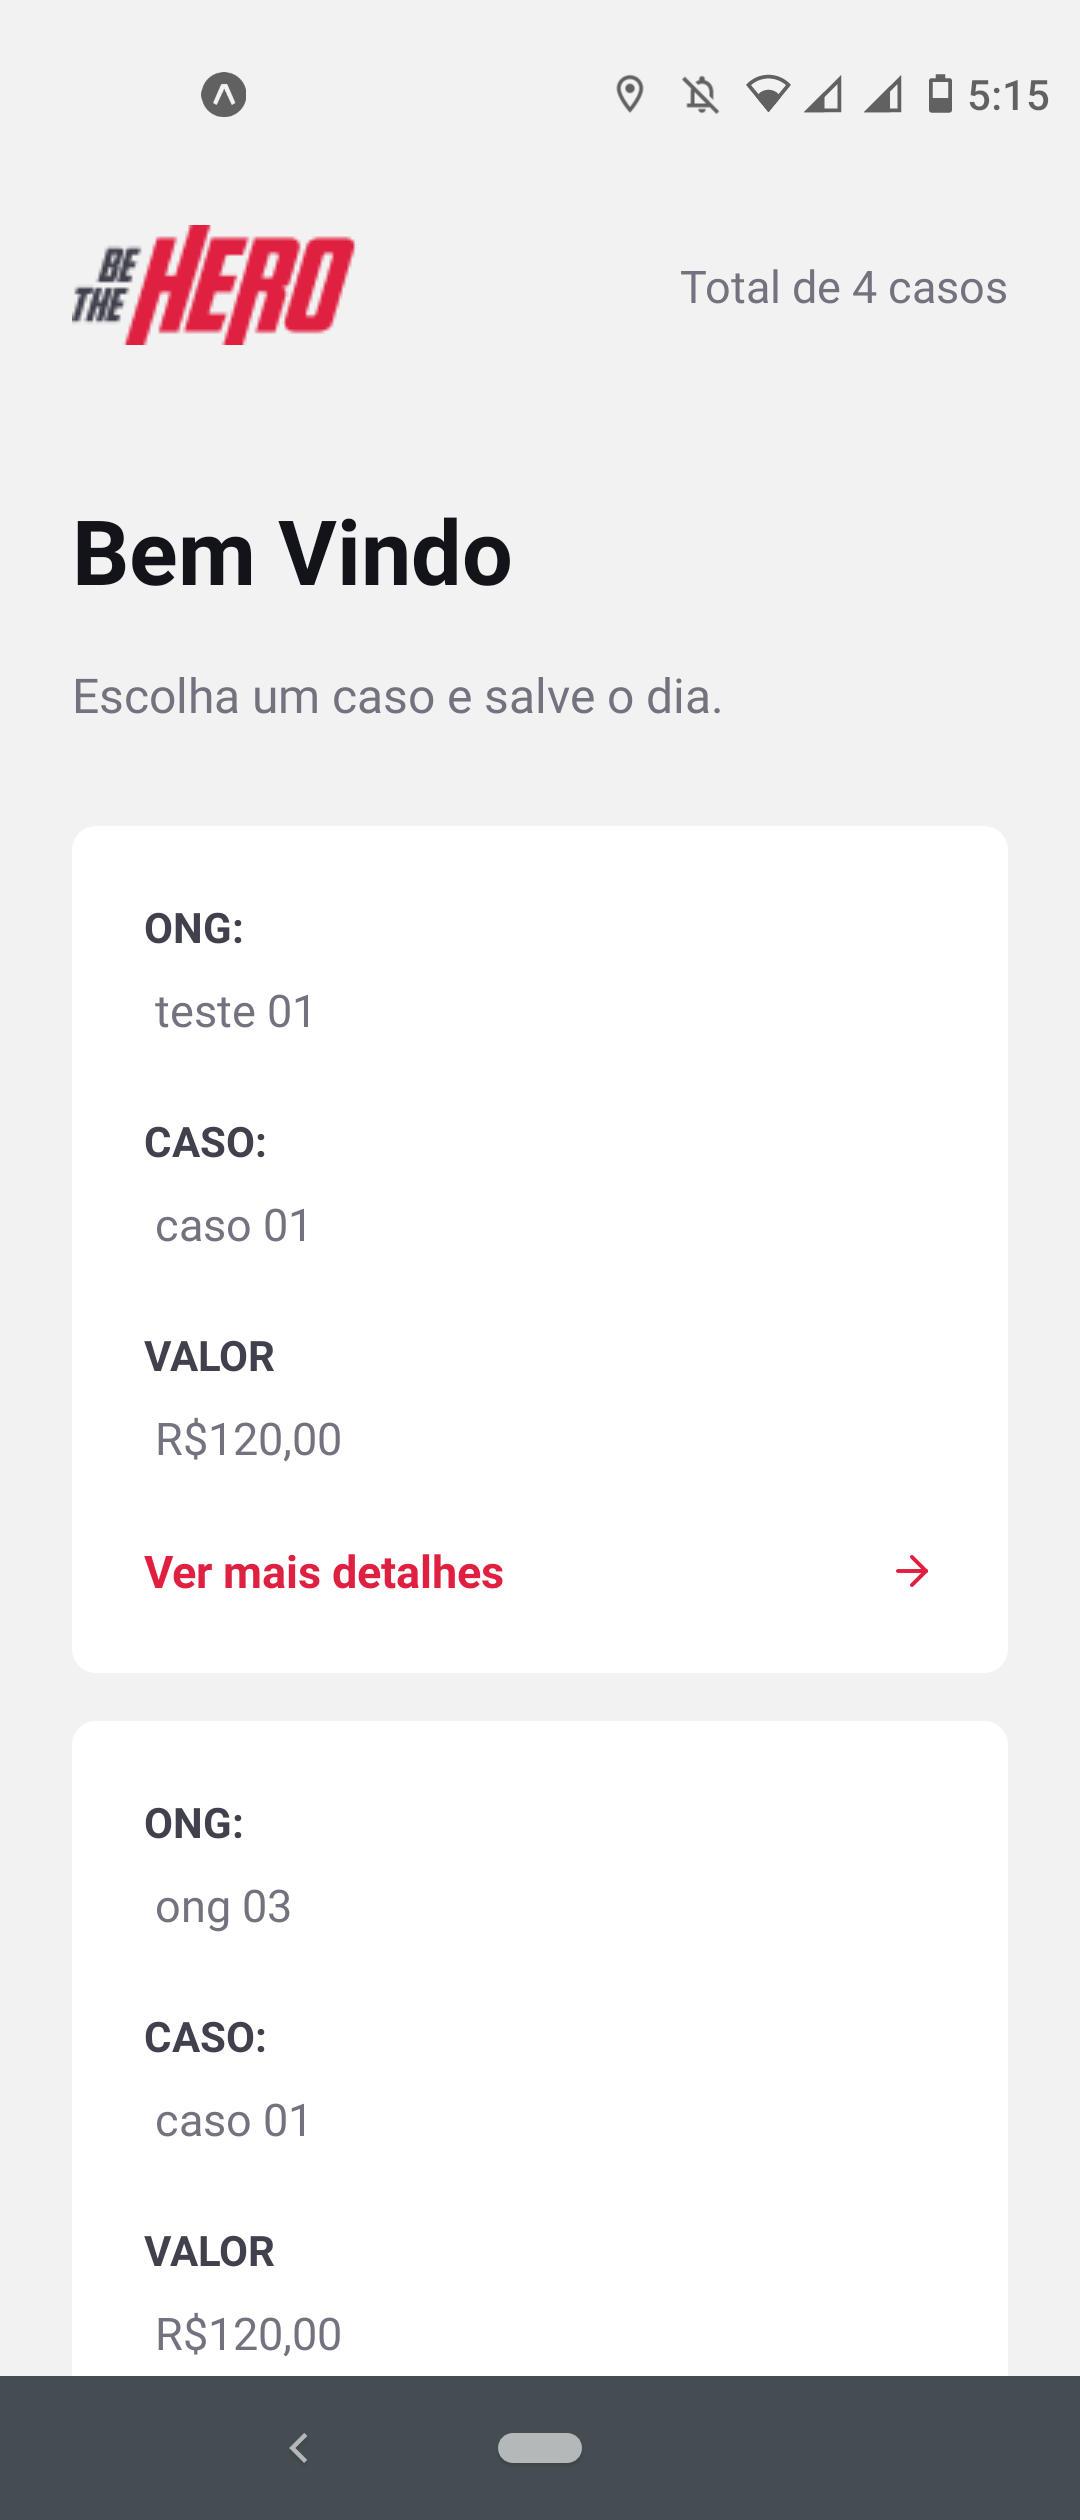 5:15
BE THE HERO
Total de 4 casos
Bem Vindo
Escolha um caso e salve o dia.
ONG:
teste 01
CASO:
caso 01
VALOR
R$120,00
Ver mais detalhes
ONG:
ong 03
CASO:
caso 01
VALOR
R$120,00